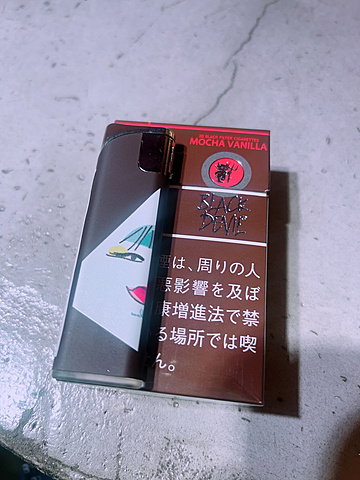 20 BLACK FILTER CIGARETTES
MOCHA VANILLA
BLACK
DEVIL
煙は、周りの人
悪影響を及ぼ
康増進法で禁
る場所では喫
ん。